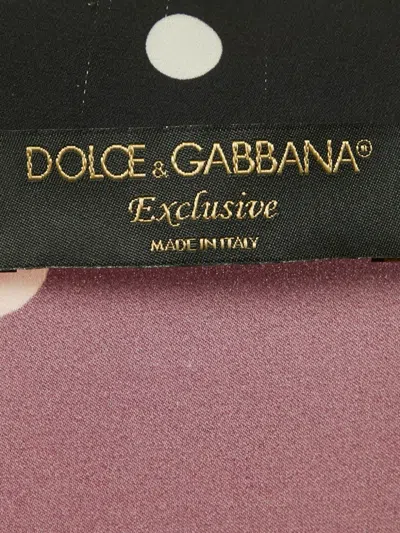 DOLCE & GABBANA®
Exclusive
MADE IN ITALY